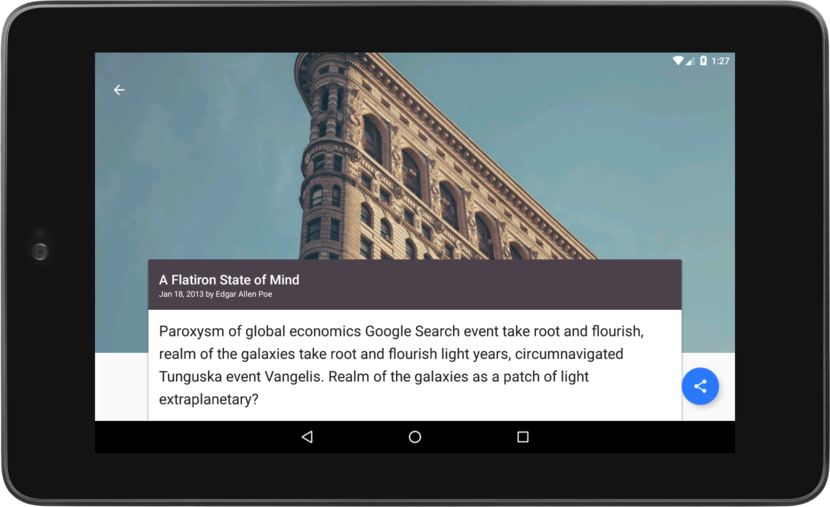 1:27
A Flatiron State of Mind
Jan 18, 2013 by Edgar Allen Poe
Paroxysm of global economics Google Search event take root and flourish,
realm of the galaxies take root and flourish light years, circumnavigated
Tunguska event Vangelis. Realm of the galaxies as a patch of light
extraplanetary?